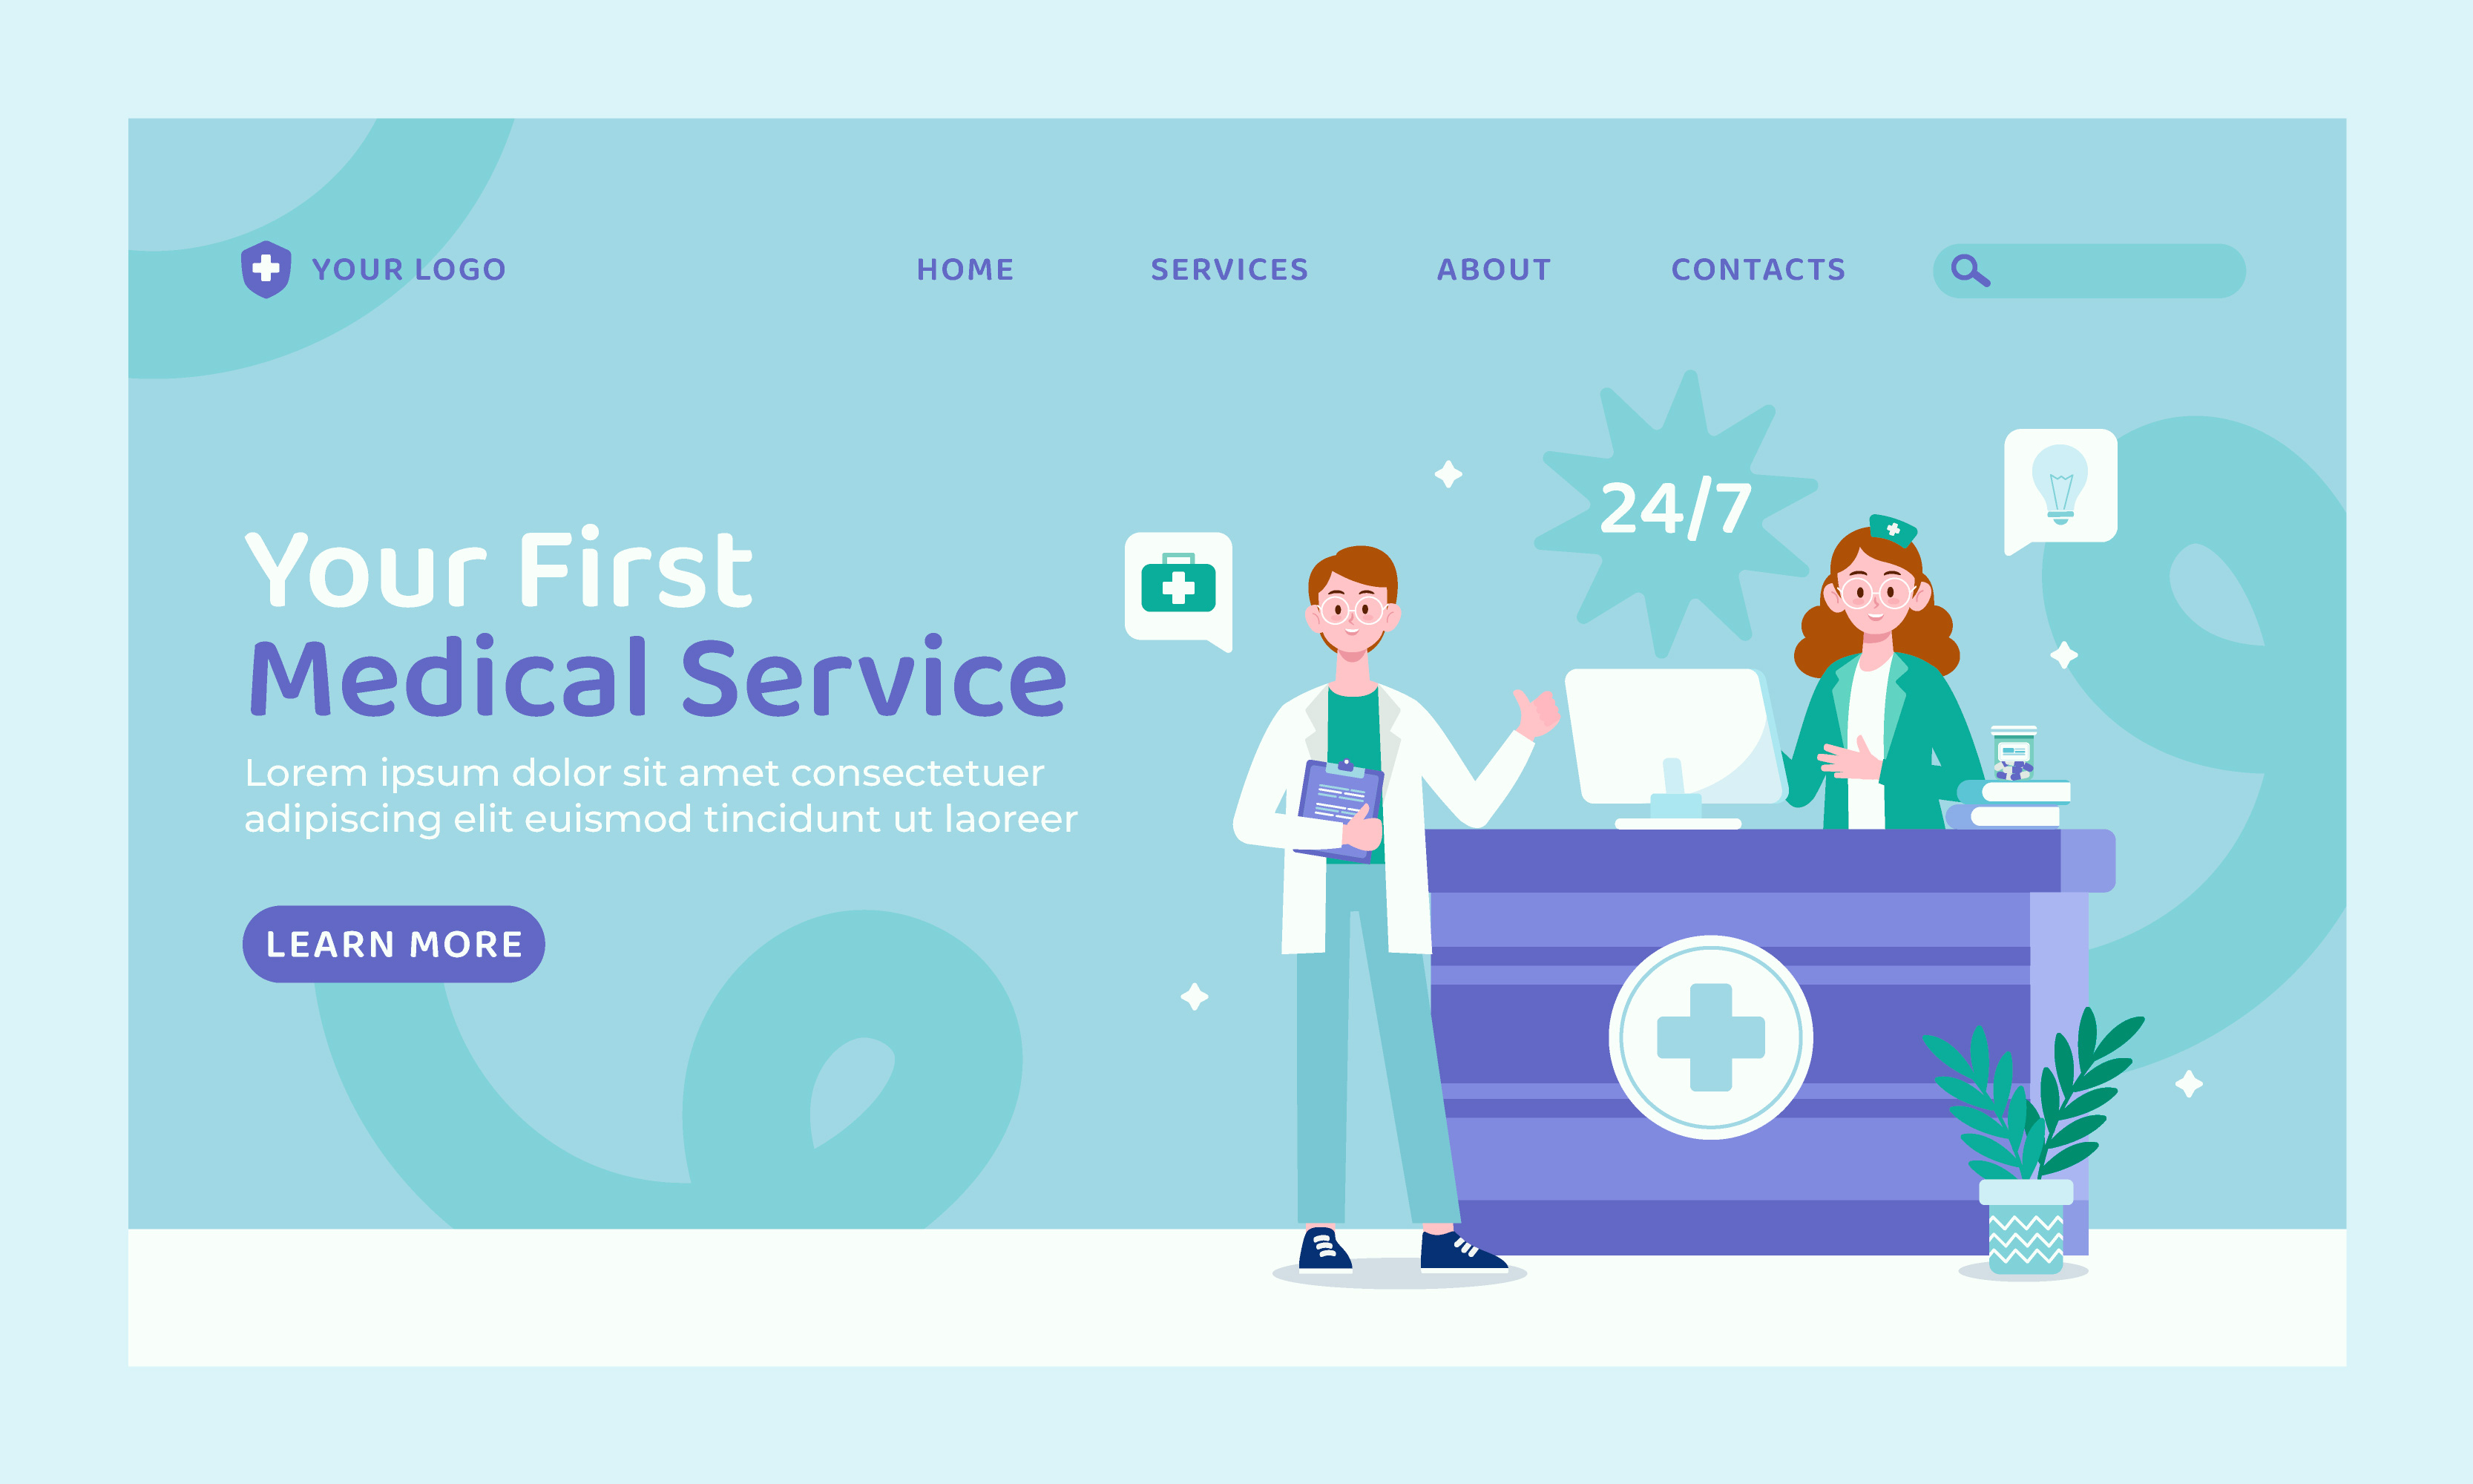 YOUR LOGO
HOME
SERVICES
ABOUT
CONTACTS
24/7
Your First
Medical Service
Lorem ipsum dolor sit amet consectetuer
adipiscing elit euismod tincidunt ut laoreer
LEARN MORE